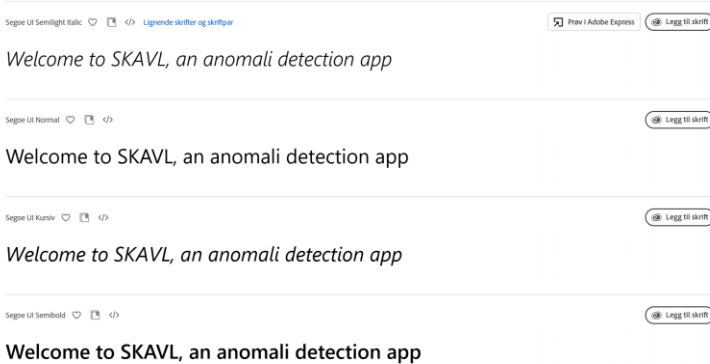 Segoe UI Semilight Italic </> Lignende skrifter og skriftpar Prøv i Adobe Express Legg til skrift
Welcome to SKAVL, an anomali detection app
Segoe UI Normal </> Legg til skrift
Welcome to SKAVL, an anomali detection app
Segoe UI Kursiv </> Legg til skrift
Welcome to SKAVL, an anomali detection app
Segoe UI Semibold </> Legg til skrift
Welcome to SKAVL, an anomali detection app